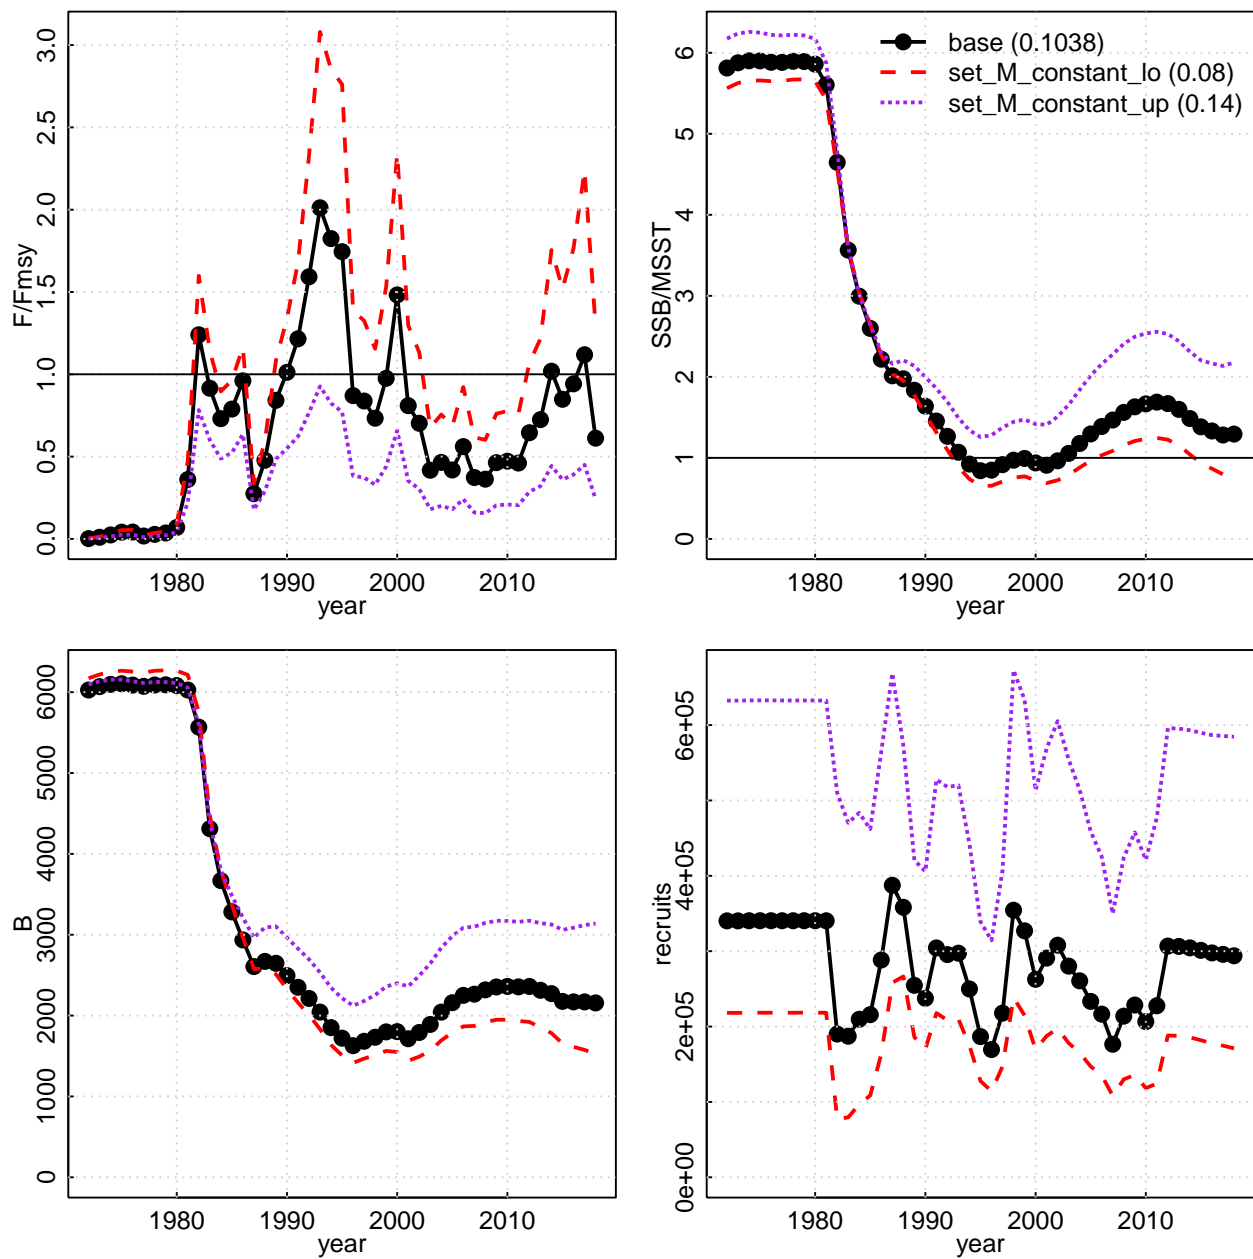 3.0
2.5
2.0
1.5
1.0
0.5
0.0
F/Fmsy
1980 1990 2000 2010
year
6
5
4
3
2
1
0
SSB/MSST
base (0.1038)
set_M_constant_lo (0.08)
set_M_constant_up (0.14)
1980 1990 2000 2010
year
6000
5000
4000
3000
2000
1000
0
B
1980 1990 2000 2010
year
6e+05
4e+05
2e+05
0e+00
recruits
1980 1990 2000 2010
year